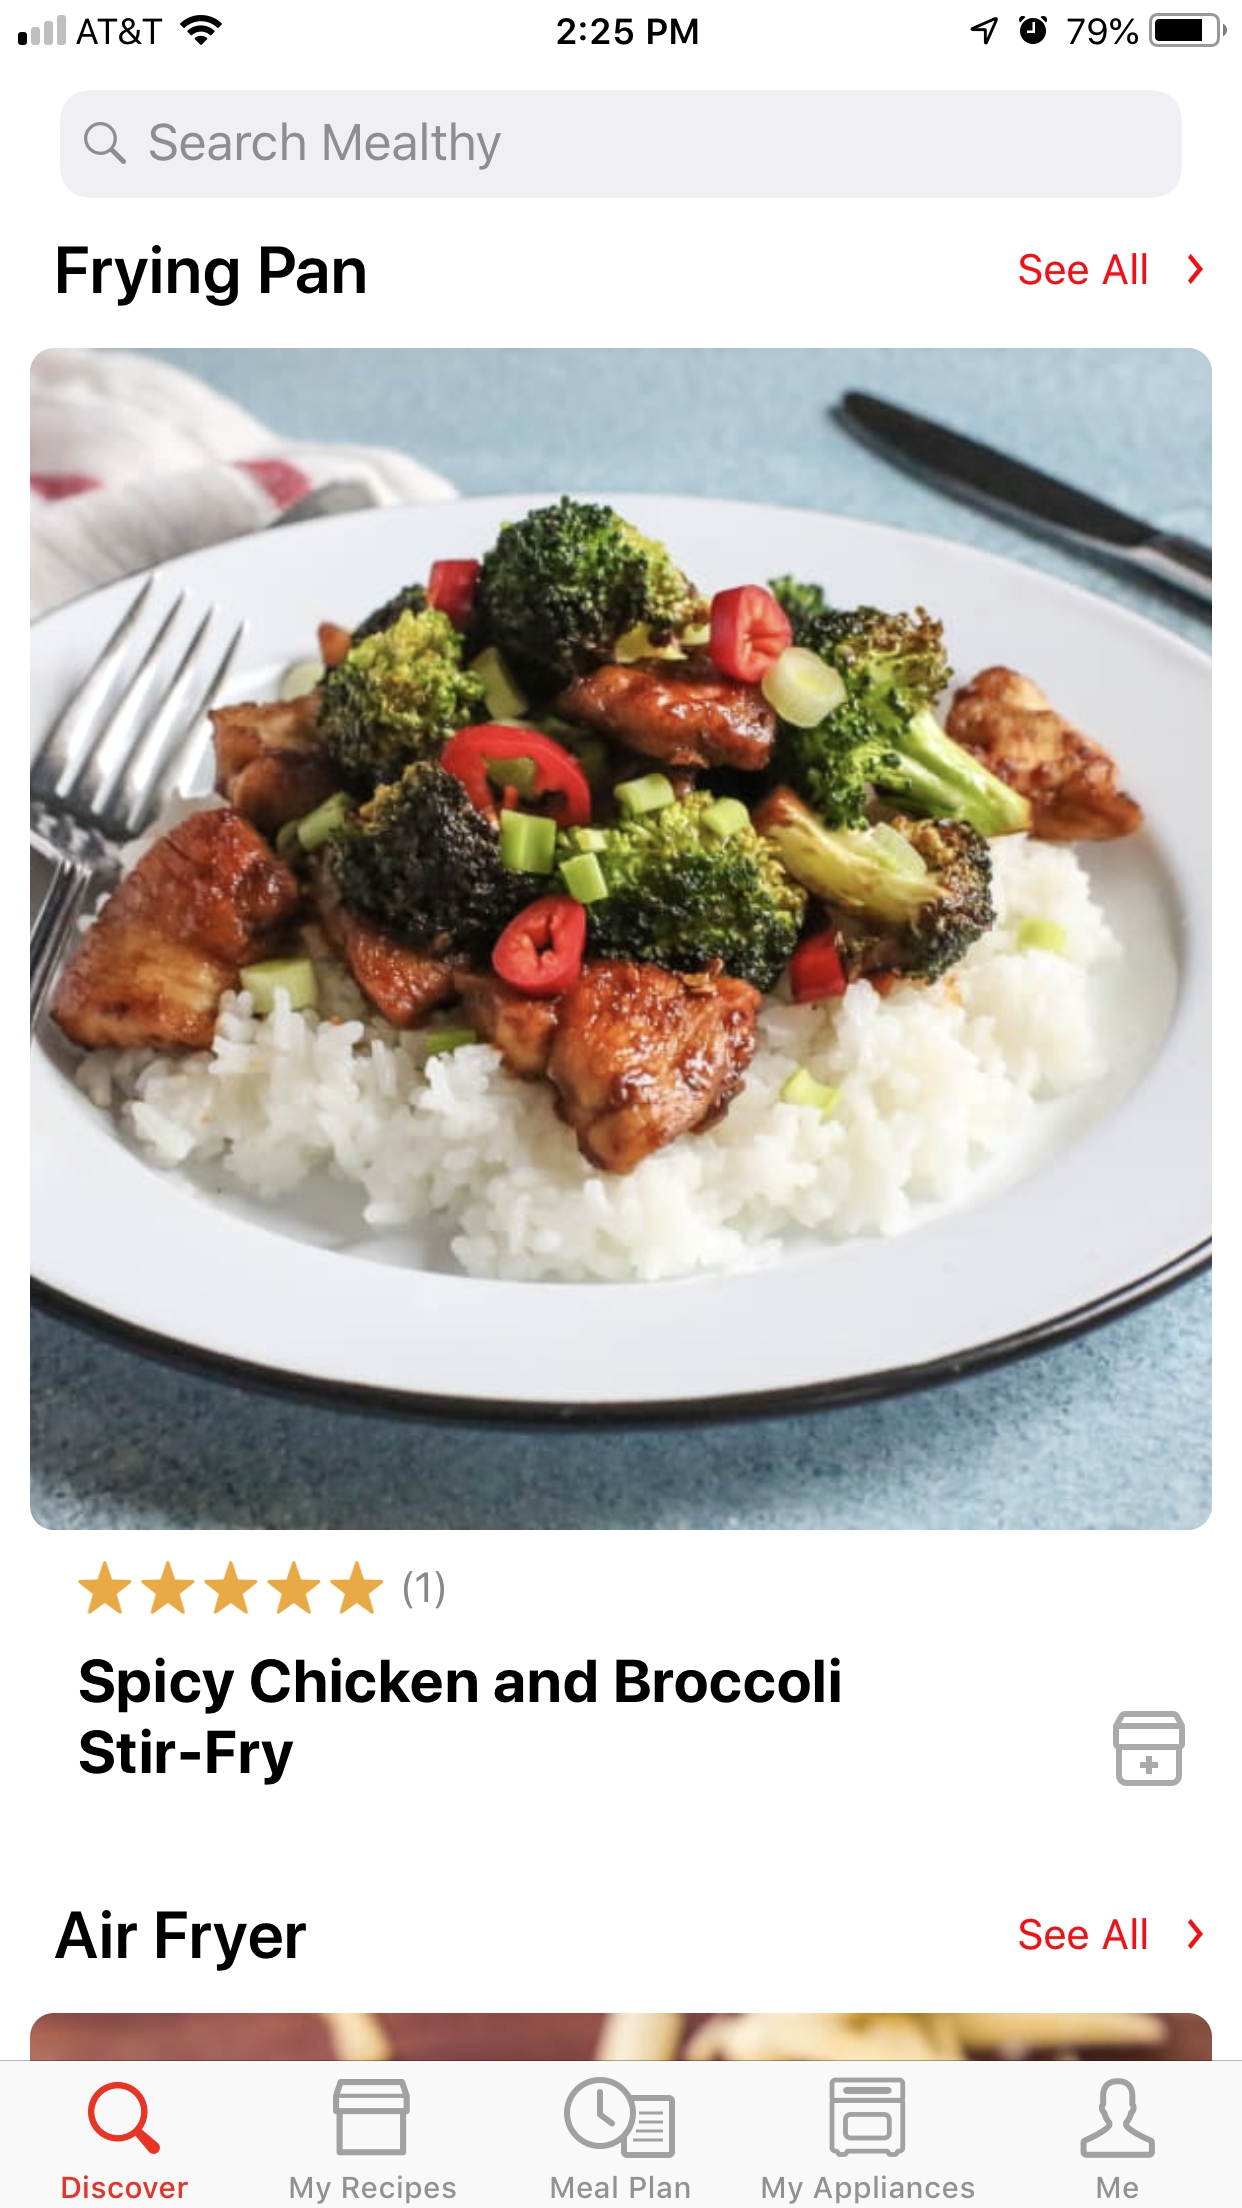 AT&T 2:25 PM 79%
Search Mealthy
Frying Pan See All
(1)
Spicy Chicken and Broccoli
Stir-Fry
Air Fryer See All
Discover My Recipes Meal Plan My Appliances Me